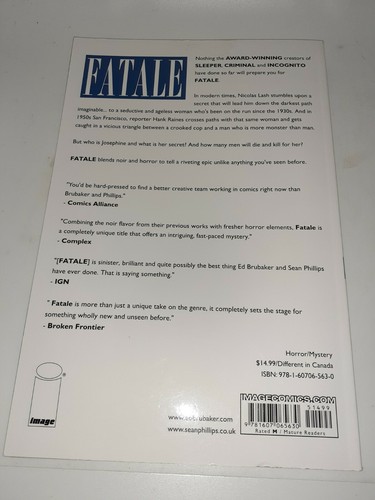 FATALE
Nothing the AWARD-WINNING creators of
SLEEPER, CRIMINAL and INCOGNITO
have done so far will prepare you for
FATALE.
In modern times, Nicolas Lash stumbles upon a
secret that will lead him down the darkest path
imaginable... to a seductive and ageless woman who's been on the run since the 1930s. And in
1950s San Francisco, reporter Hank Raines crosses paths with that same woman and gets
caught in a vicious triangle between a crooked cop and a man who is more monster than man.
But who is Josephine and what is her secret? And how many men will die and kill for her?
FATALE blends noir and horror to tell a riveting epic unlike anything you've seen before.
"You'd be hard-pressed to find a better creative team working in comics right now than
Brubaker and Phillips."
- Comics Alliance
"Combining the noir flavor from their previous works with fresher horror elements, Fatale is
a completely unique title that offers an intriguing, fast-paced mystery."
- Complex
"[FATALE] is sinister, brilliant and quite possibly the best thing Ed Brubaker and Sean Phillips
have ever done. That is saying something."
- IGN
" Fatale is more than just a unique take on the genre, it completely sets the stage for
something wholly new and unseen before."
- Broken Frontier
Horror/Mystery
$14.99/Different in Canada
ISBN: 978-1-60706-563-0
IMAGECOMICS.COM
51499
9781607065630
Rated M / Mature Readers
www.edbrubaker.com
www.seanphillips.co.uk
image
®